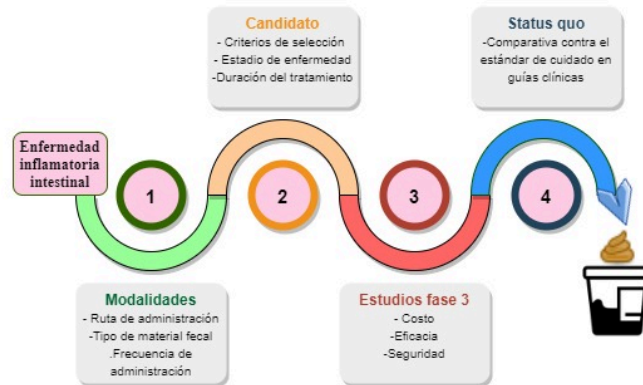 Enfermedad
inflamatoria
intestinal
1
Modalidades
- Ruta de administración
-Tipo de material fecal
.Frecuencia de
administración
Candidato
- Criterios de selección
- Estadio de enfermedad
-Duración del tratamiento
2
3
Estudios fase 3
- Costo
-Eficacia
-Seguridad
Status quo
-Comparativa contra el
estándar de cuidado en
guías clínicas
4